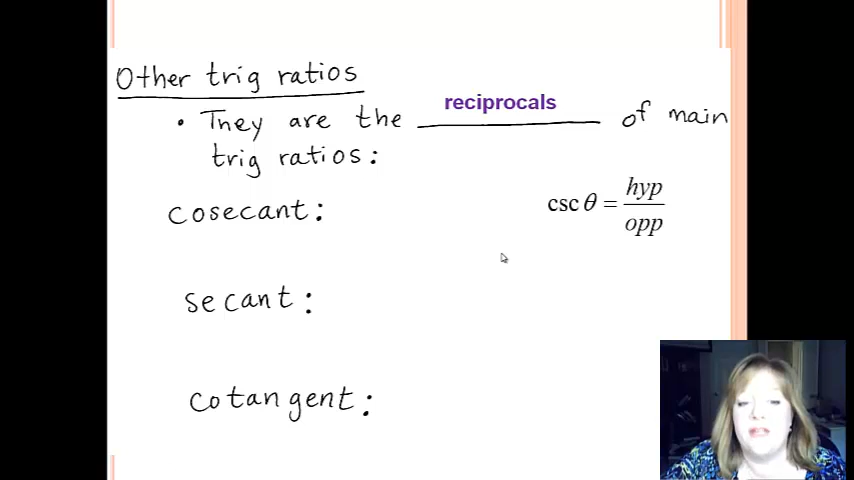 Other trig ratios
• They are the reciprocals of main
trig ratios:
cosecant:
csc θ = hyp/opp
secant:
cotangent: